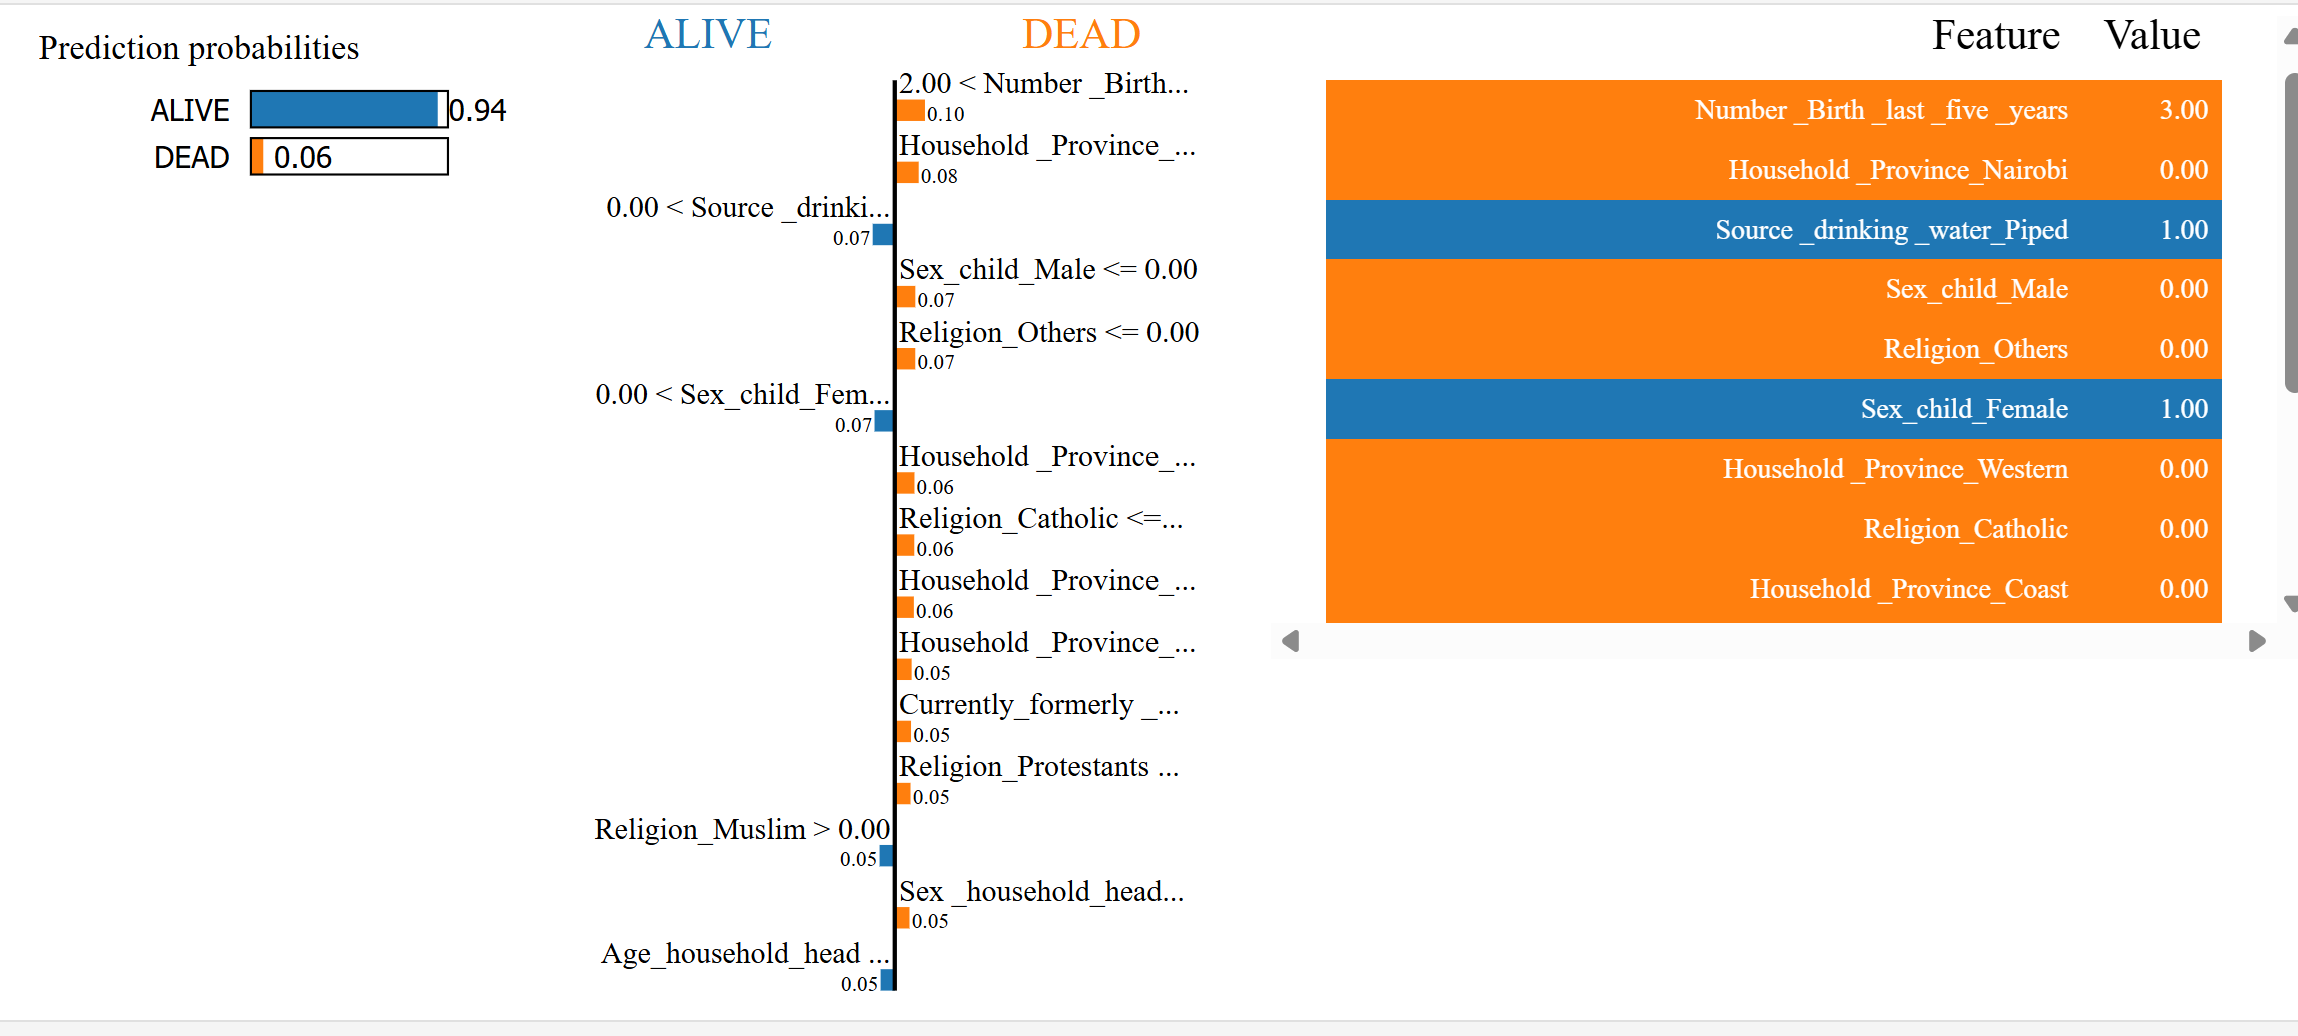 Prediction probabilities
ALIVE 0.94
DEAD 0.06
ALIVE DEAD
2.00 < Number _Birth...
0.10
Household _Province_...
0.08
0.00 < Source _drinki...
0.07
Sex_child_Male <= 0.00
0.07
Religion_Others <= 0.00
0.07
0.00 < Sex_child_Fem...
0.07
Household _Province_...
0.06
Religion_Catholic <=...
0.06
Household _Province_...
0.06
Household _Province_...
0.05
Currently_formerly _...
0.05
Religion_Protestants ...
0.05
Religion_Muslim > 0.00
0.05
Sex _household_head...
0.05
Age_household_head ...
0.05
Feature Value
Number _Birth _last _five _years 3.00
Household _Province_Nairobi 0.00
Source _drinking _water_Piped 1.00
Sex_child_Male 0.00
Religion_Others 0.00
Sex_child_Female 1.00
Household _Province_Western 0.00
Religion_Catholic 0.00
Household _Province_Coast 0.00